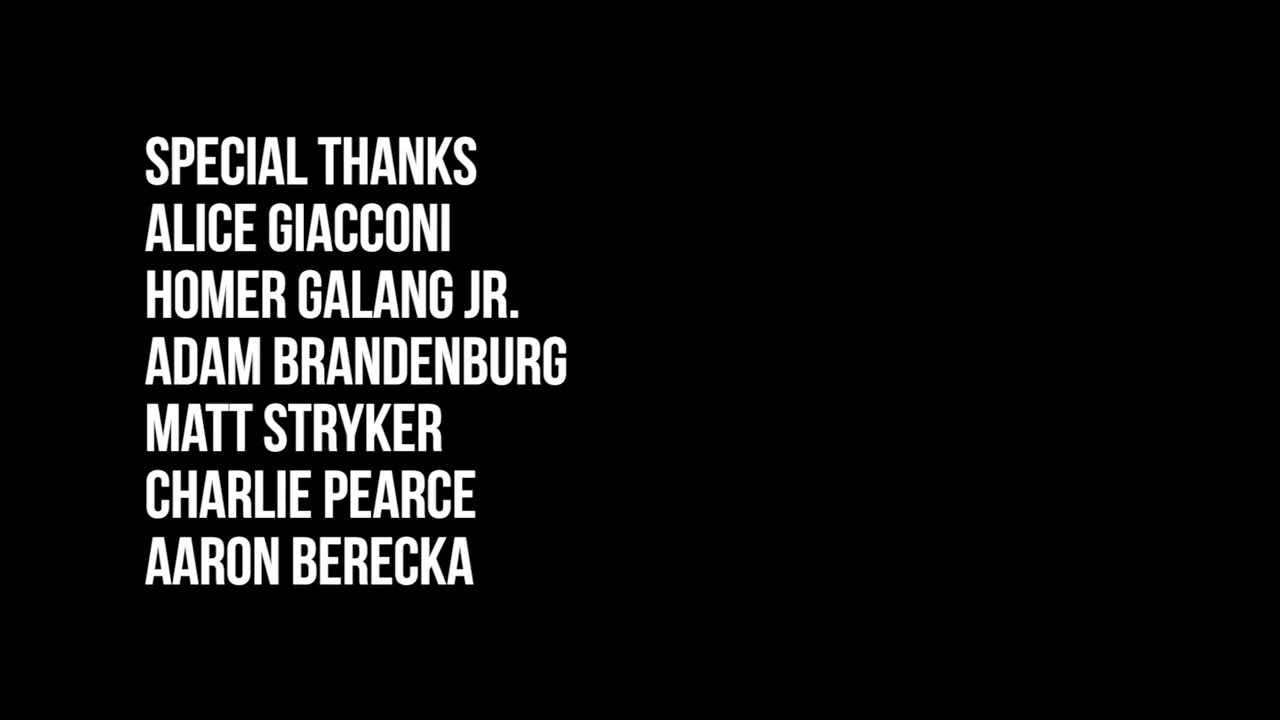 SPECIAL THANKS
ALICE GIACCONI
HOMER GALANG JR.
ADAM BRANDENBURG
MATT STRYKER
CHARLIE PEARCE
AARON BERECKA